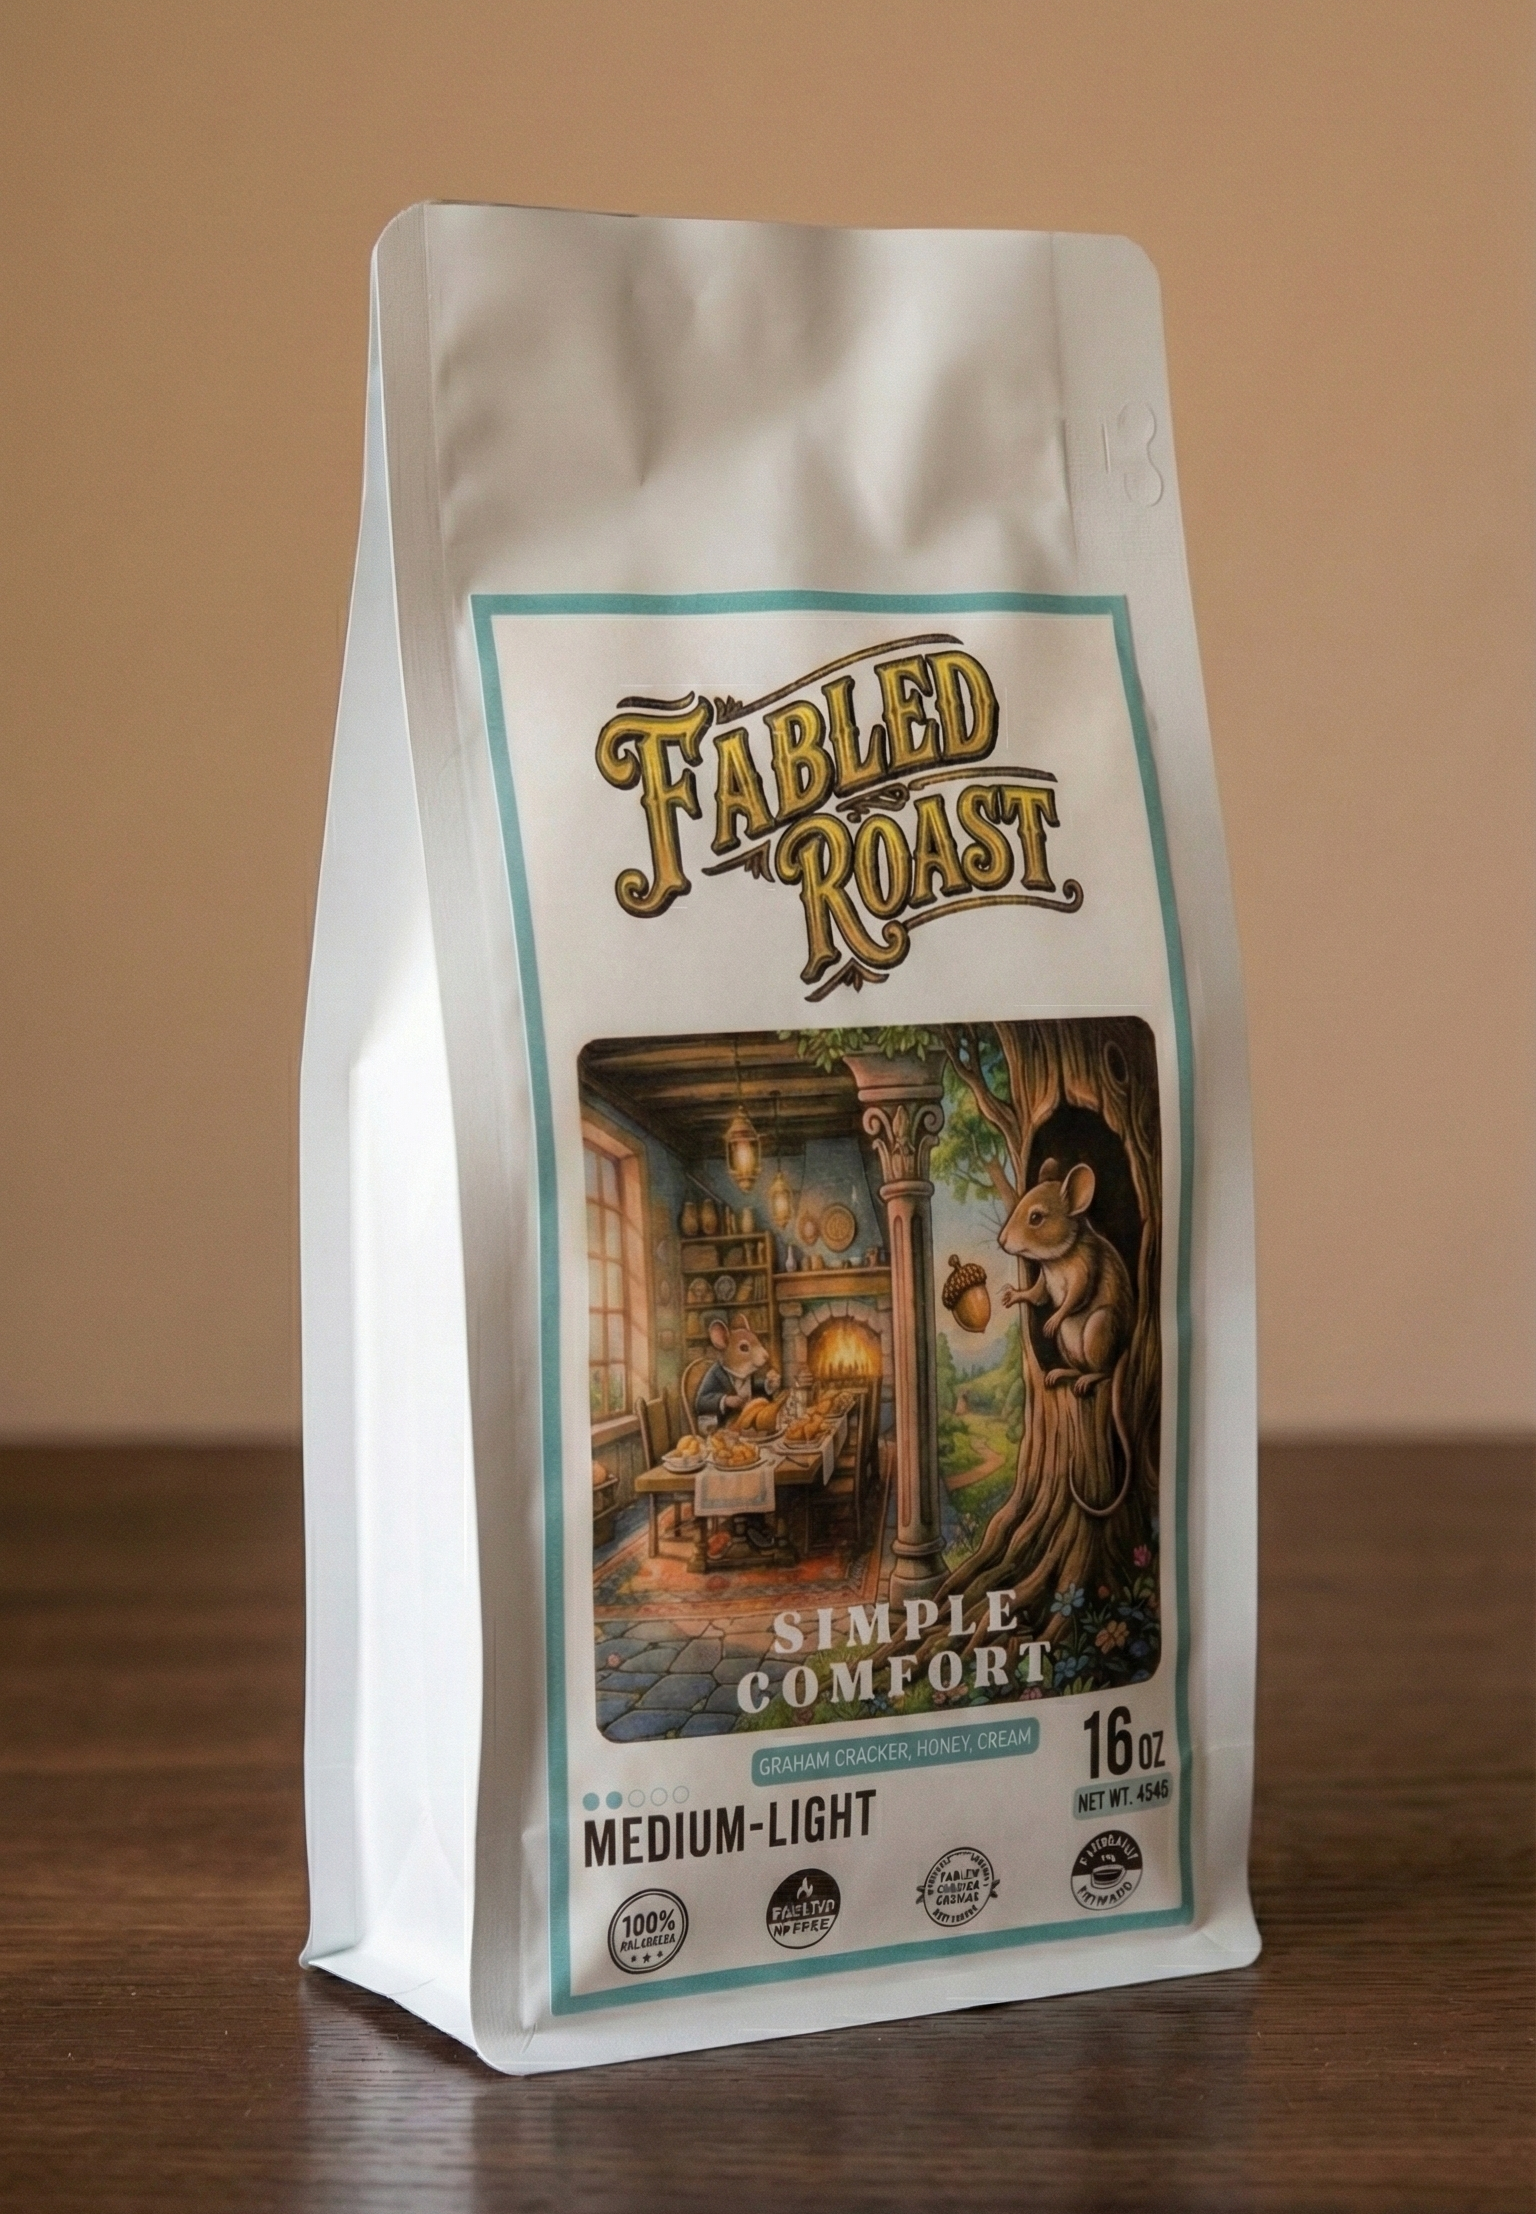 FABLED
ROAST
SIMPLE
COMFORT
GRAHAM CRACKER, HONEY, CREAM
16 OZ
NET WT. 454G
MEDIUM-LIGHT
100%